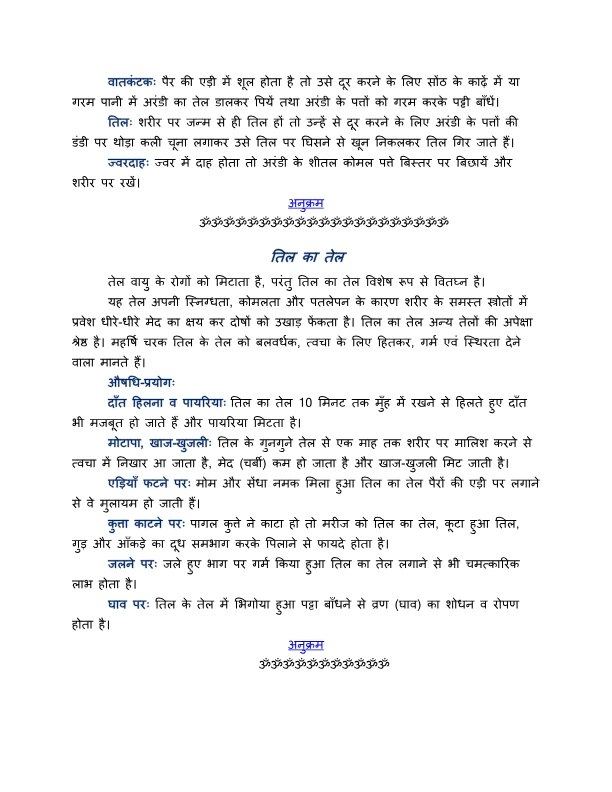 वातकंटकः पैर की एड़ी में शूल होता है तो उसे दूर करने के लिए सोंठ के काढ़ें में या
गरम पानी में अरंडी का तेल डालकर पियें तथा अरंडी के पत्तों को गरम करके पट्टी बाँधें।
तिलः शरीर पर जन्म से ही तिल हों तो उन्हें से दूर करने के लिए अरंडी के पत्तों की
डंडी पर थोड़ा कली चूना लगाकर उसे तिल पर घिसने से खून निकलकर तिल गिर जाते हैं।
ज्वरदाहः ज्वर में दाह होता तो अरंडी के शीतल कोमल पत्ते बिस्तर पर बिछायें और
शरीर पर रखें।
अनुक्रम
ॐॐॐॐॐॐॐॐॐॐॐॐॐॐॐॐॐॐॐॐॐ
तिल का तेल
तेल वायु के रोगों को मिटाता है, परंतु तिल का तेल विशेष रूप से वितघ्न है।
यह तेल अपनी स्निग्धता, कोमलता और पतलेपन के कारण शरीर के समस्त स्त्रोतों में
प्रवेश धीरे-धीरे मेद का क्षय कर दोषों को उखाड़ फेंकता है। तिल का तेल अन्य तेलों की अपेक्षा
श्रेष्ठ है। महर्षि चरक तिल के तेल को बलवर्धक, त्वचा के लिए हितकर, गर्म एवं स्थिरता देने
वाला मानते हैं।
औषधि-प्रयोगः
दाँत हिलना व पायरियाः तिल का तेल 10 मिनट तक मुँह में रखने से हिलते हुए दाँत
भी मजबूत हो जाते हैं और पायरिया मिटता है।
मोटापा, खाज-खुजलीः तिल के गुनगुने तेल से एक माह तक शरीर पर मालिश करने से
त्वचा में निखार आ जाता है, मेद (चर्बी) कम हो जाता है और खाज-खुजली मिट जाती है।
एड़ियाँ फटने परः मोम और सेंधा नमक मिला हुआ तिल का तेल पैरों की एड़ी पर लगाने
से वे मुलायम हो जाती हैं।
कुत्ता काटने परः पागल कुत्ते ने काटा हो तो मरीज को तिल का तेल, कूटा हुआ तिल,
गुड़ और आँकड़े का दूध समभाग करके पिलाने से फायदे होता है।
जलने परः जले हुए भाग पर गर्म किया हुआ तिल का तेल लगाने से भी चमत्कारिक
लाभ होता है।
घाव परः तिल के तेल में भिगोया हुआ पट्टा बाँधने से व्रण (घाव) का शोधन व रोपण
होता है।
अनुक्रम
ॐॐॐॐॐॐॐॐॐॐॐ